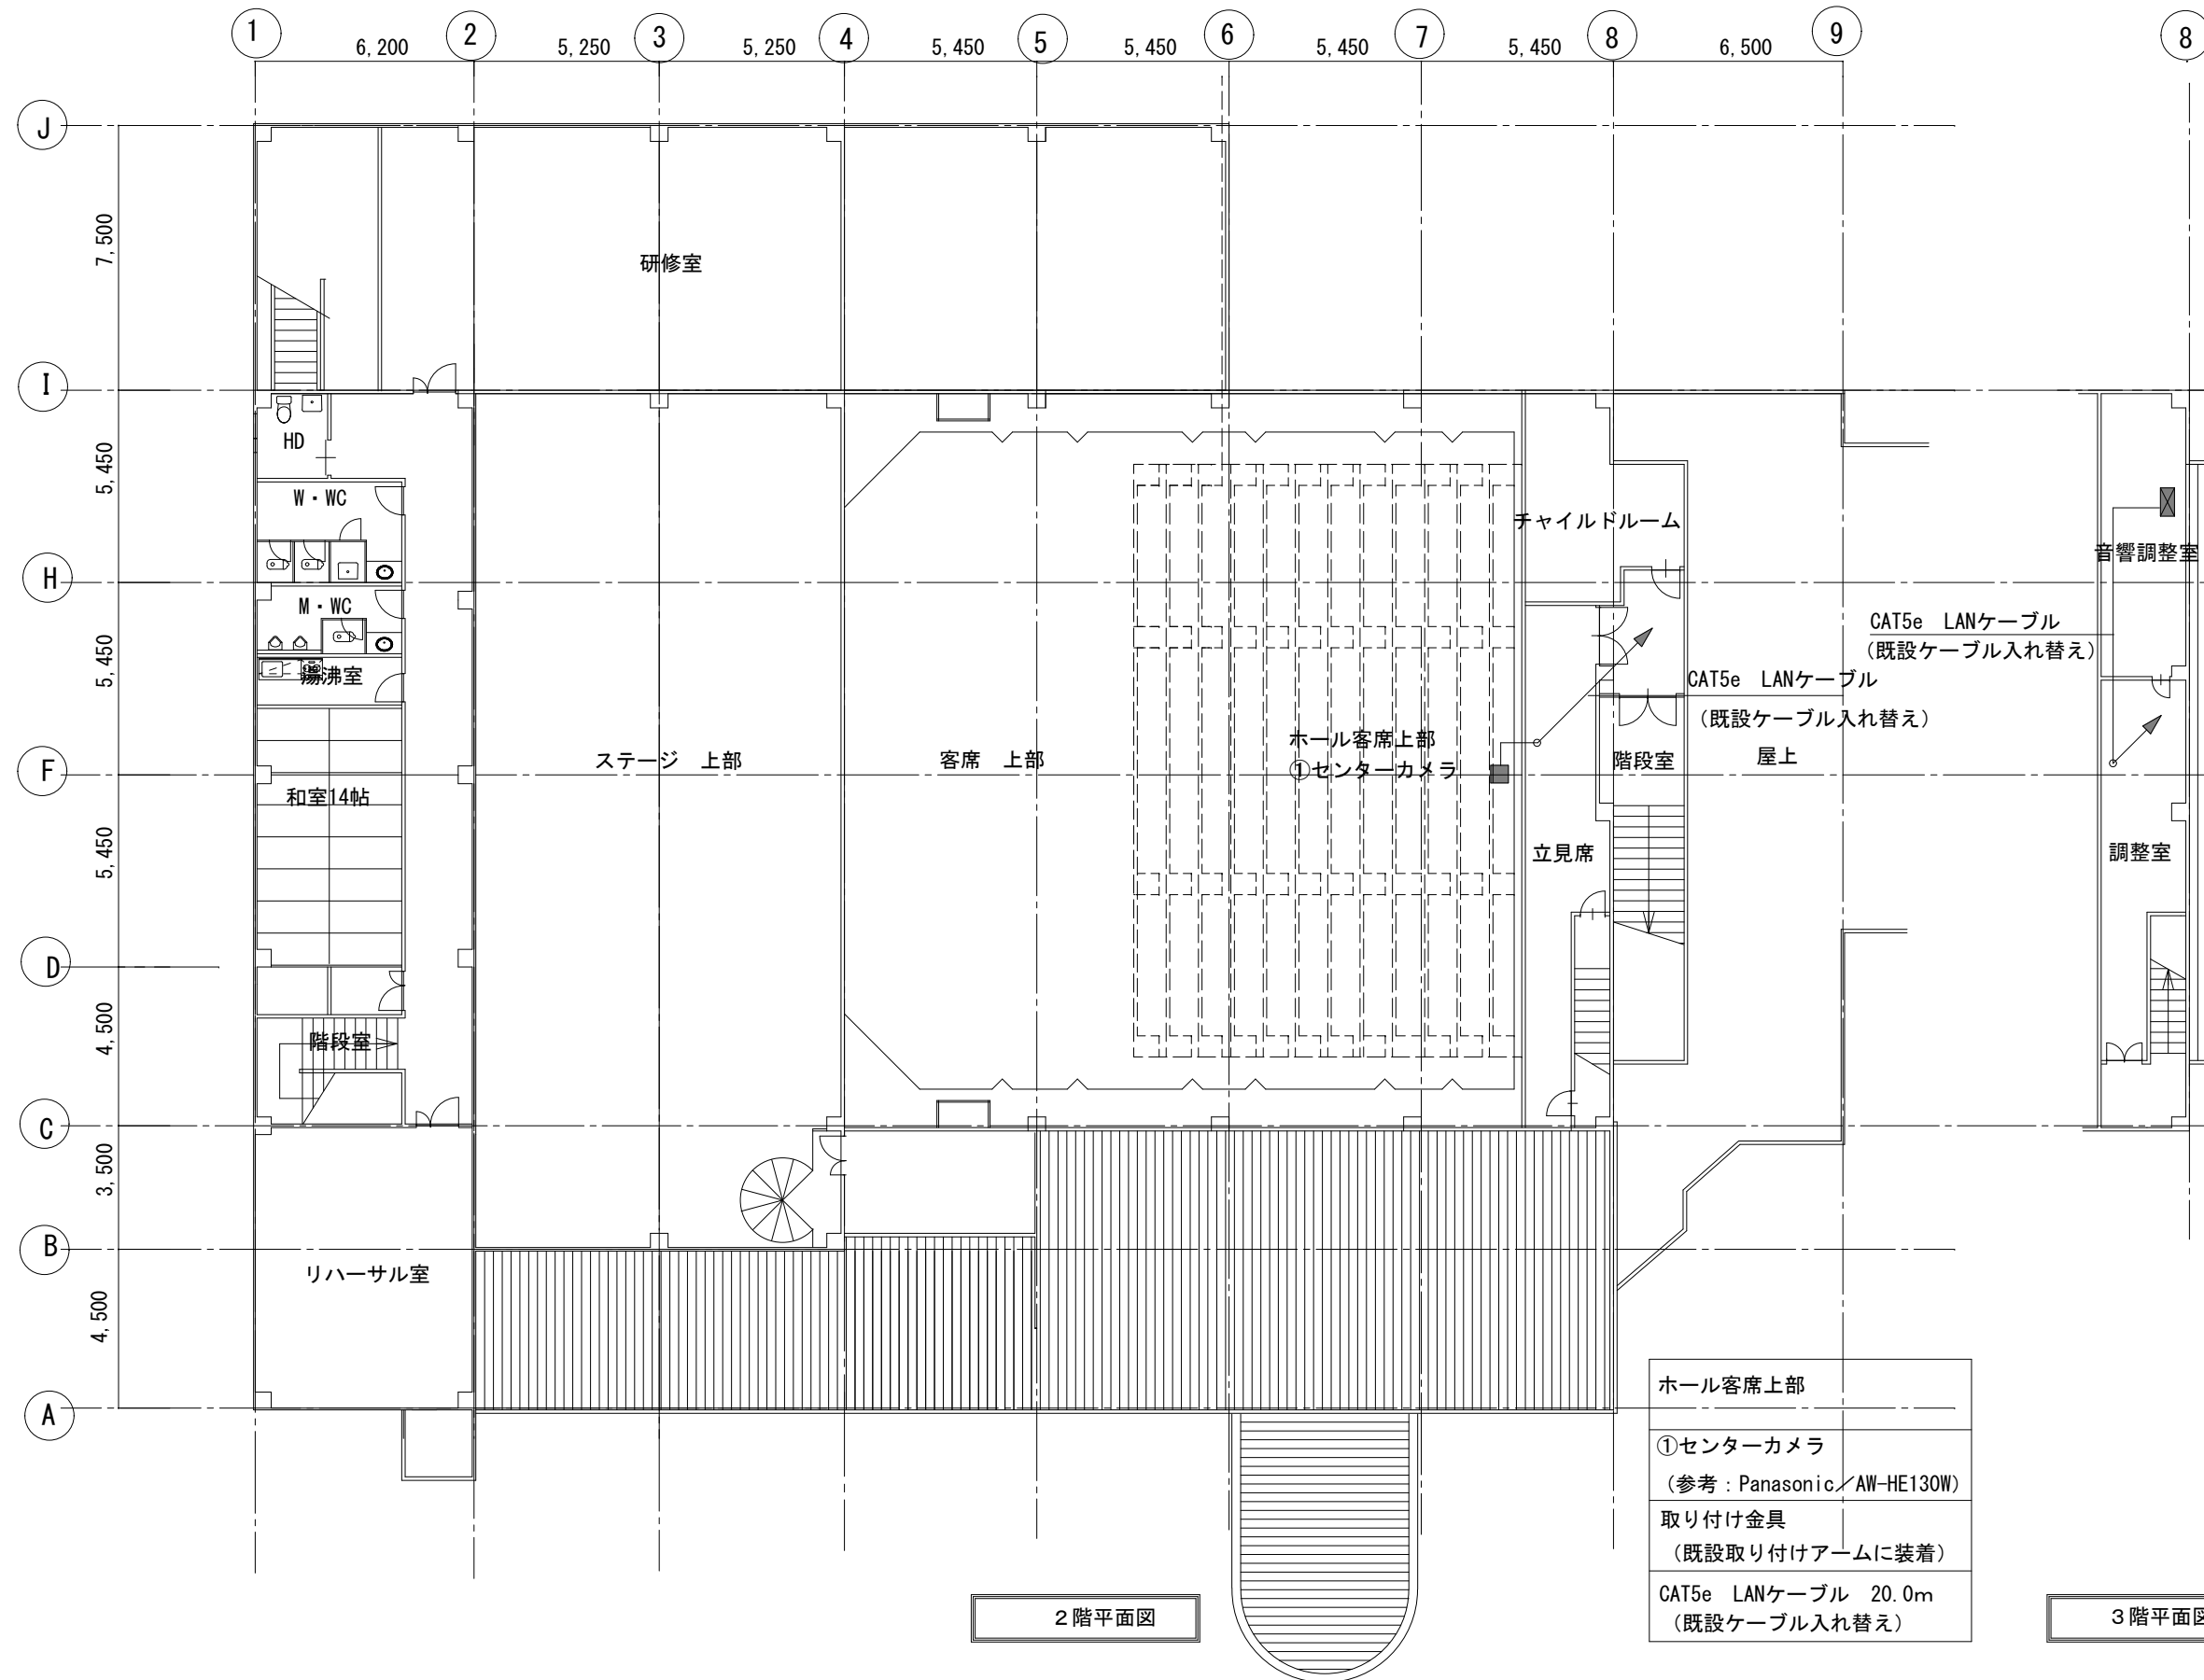 1 2 3 4 5 6 7 8 9 8
6,200 5,250 5,250 5,450 5,450 5,450 5,450 6,500
J
7,500
研修室
I
5,450
HD
W・WC
チャイルドルーム
音響調整室
H
M・WC
CAT5e LANケーブル
(既設ケーブル入れ替え)
5,450
湯沸室
CAT5e LANケーブル
(既設ケーブル入れ替え)
ホール客席上部
ステージ 上部
客席 上部
階段室
屋上
F
①センターカメラ
和室14帖
5,450
立見席
調整室
D
4,500
階段室
C
3,500
B
リハーサル室
4,500
A
ホール客席上部
①センターカメラ
(参考:Panasonic/AW-HE130W)
取り付け金具
(既設取り付けアームに装着)
CAT5e LANケーブル 20.0m
(既設ケーブル入れ替え)
2階平面図
3階平面図